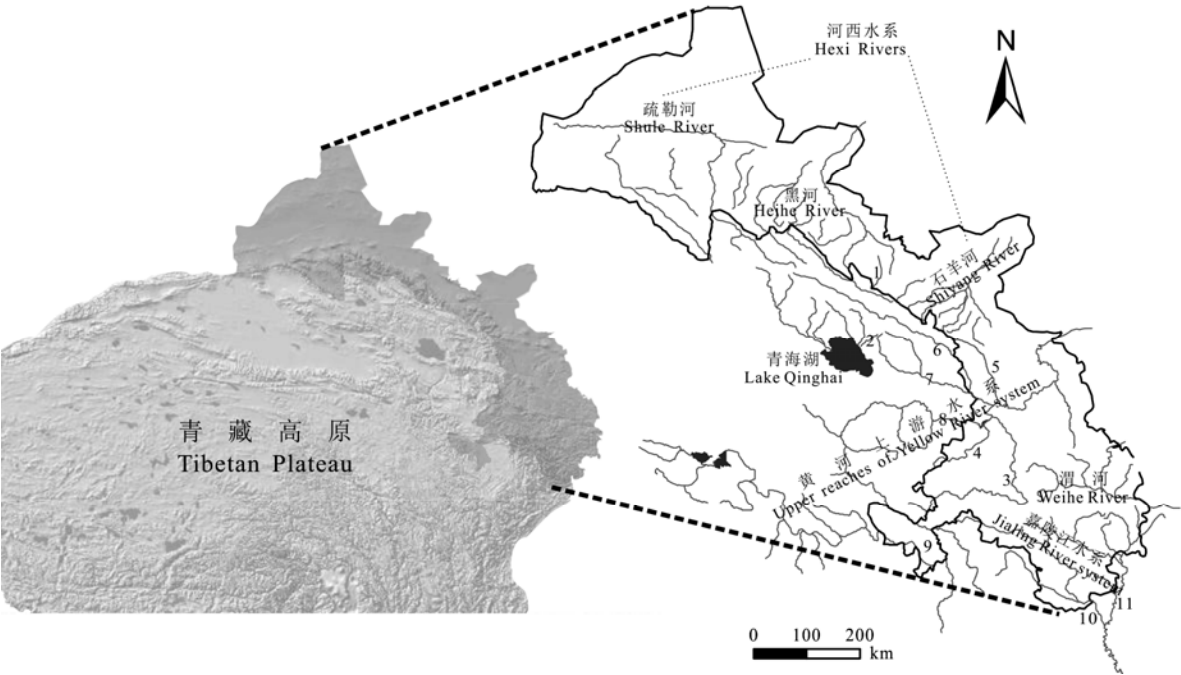 河西水系
Hexi Rivers
N
疏勒河
Shule River
黑河
Heihe River
石羊河
Shiyang River
1
2
6
7
5
青海湖
Lake Qinghai
黄河上游水系
Upper reaches of Yellow River system
8
4
3
渭河
Weihe River
嘉陵江水系
Jialing River system
9
10
11
青藏高原
Tibetan Plateau
0 100 200
km